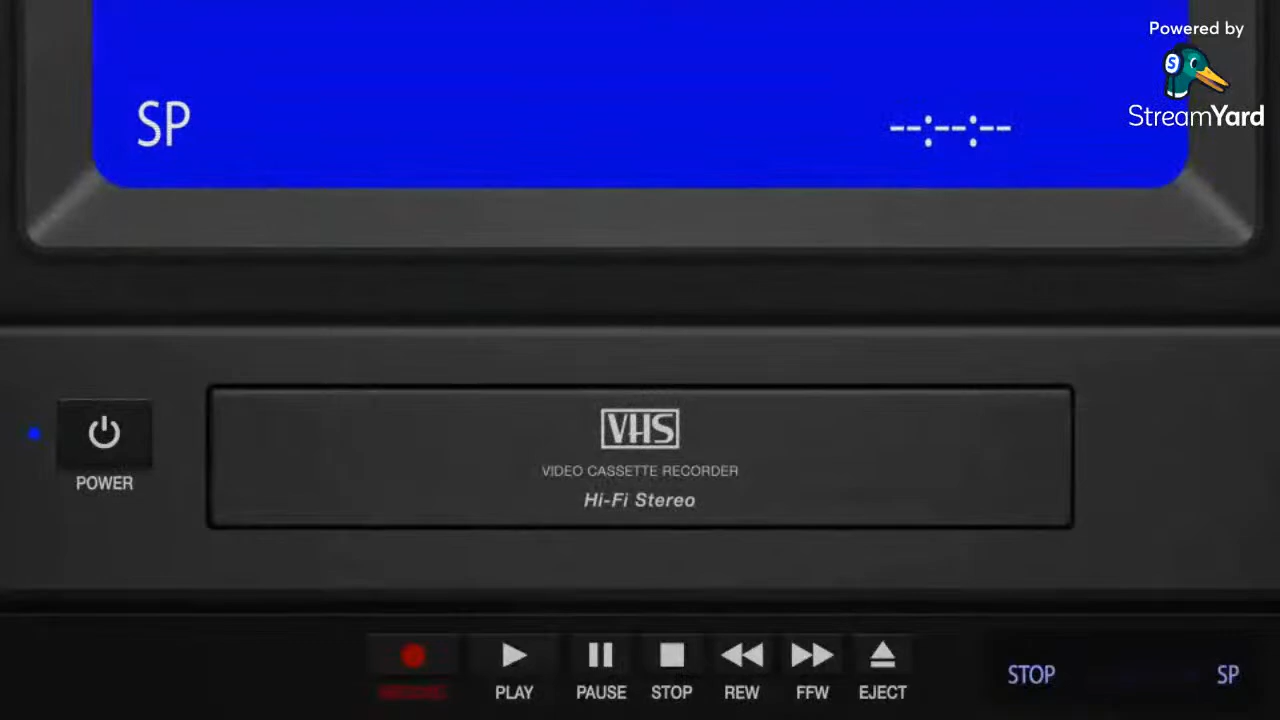 Powered by
StreamYard
SP
--:--:--
VHS
VIDEO CASSETTE RECORDER
Hi-Fi Stereo
POWER
PLAY
PAUSE
STOP
REW
FFW
EJECT
STOP
SP